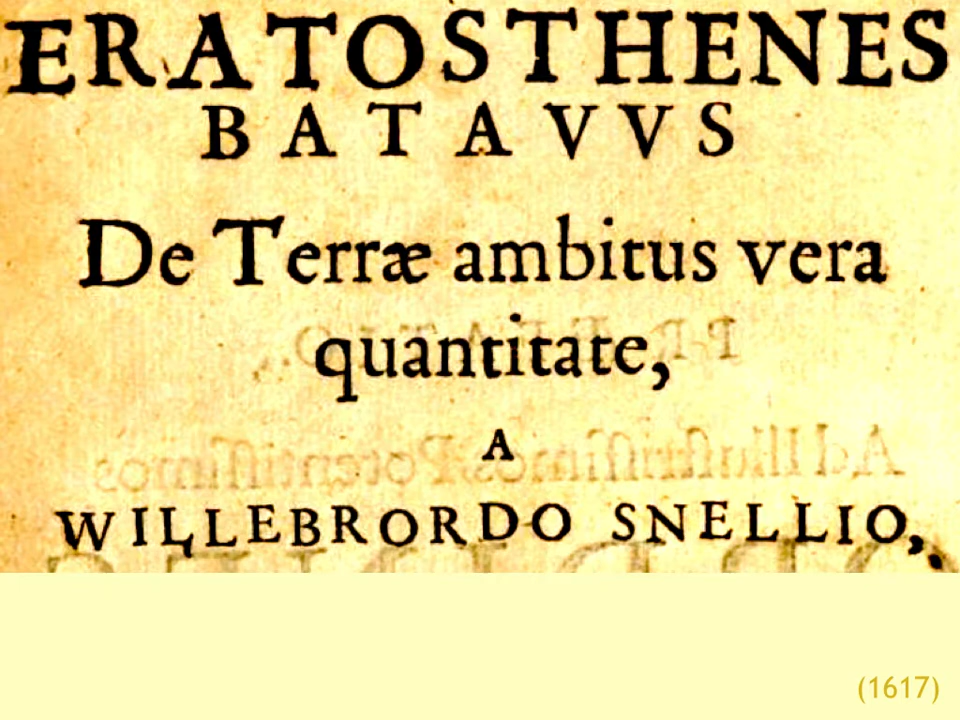 ERATOSTHENES
BATAVVS
De Terræ ambitus vera
quantitate,
A
WILLEBRORDO SNELLIO,
(1617)